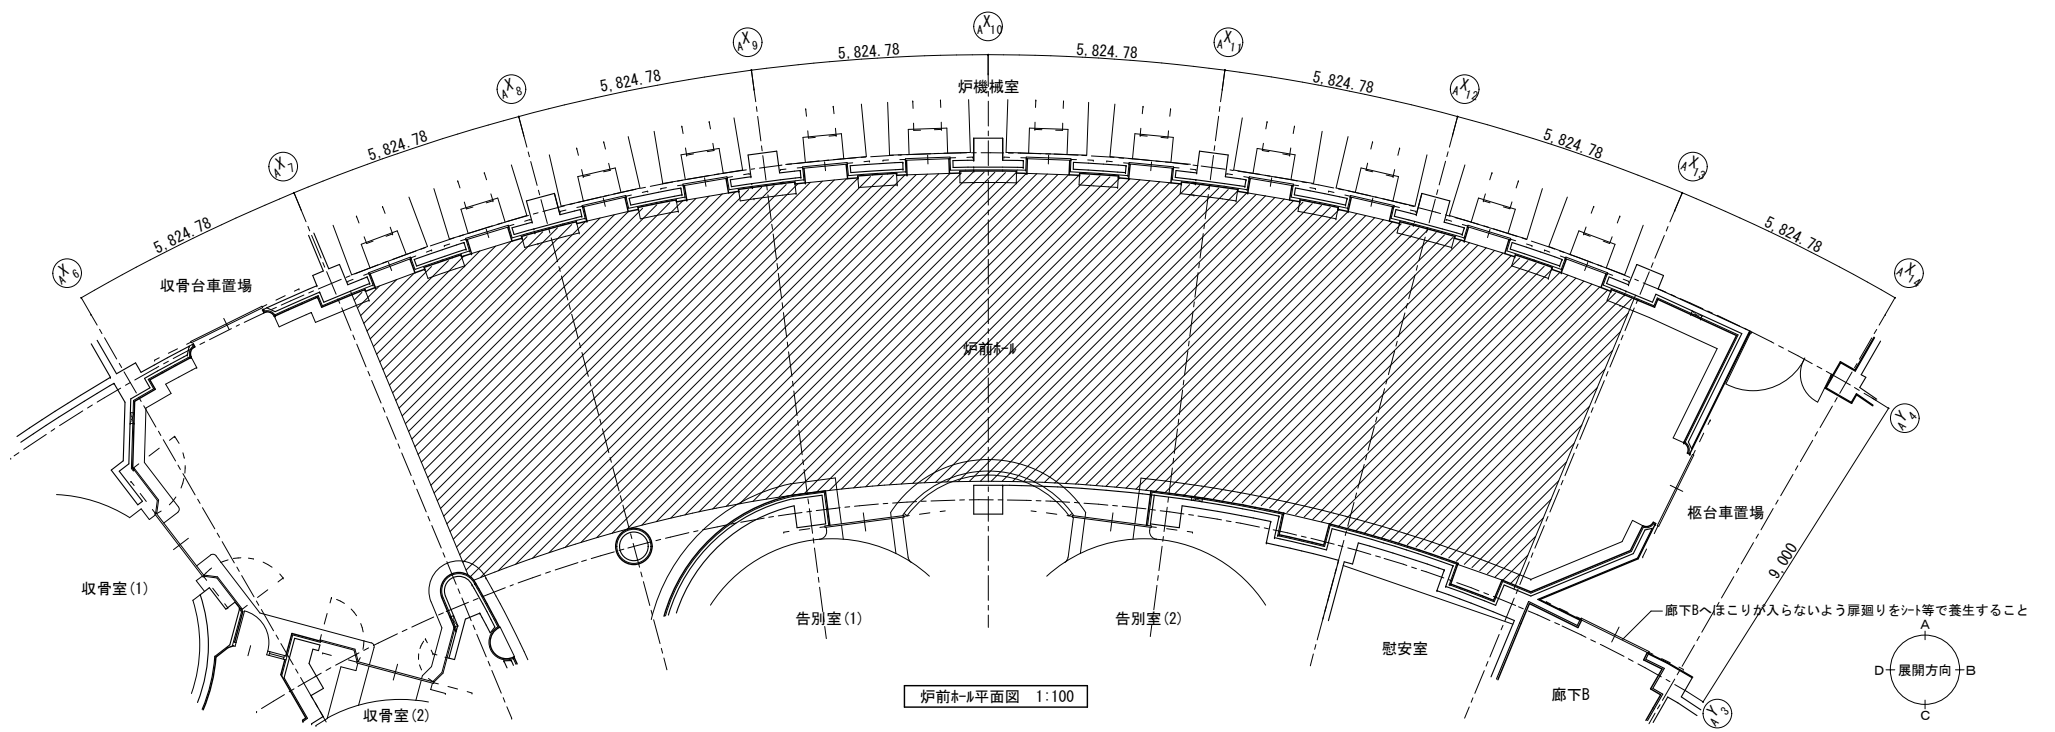 AX10
AX9
AX11
5,824.78
5,824.78
AX8
5,824.78
炉機械室
5,824.78
AX12
AX7
5,824.78
5,824.78
AX13
AX6
5,824.78
収骨台車置場
5,824.78
AX14
炉前ホール
AY4
柩台車置場
9,000
収骨室(1)
告別室(1)
告別室(2)
廊下Bへほこりが入らないよう扉廻りをシート等で養生すること
慰安室
A
D 展開方向 B
C
廊下B
炉前ホール平面図 1:100
収骨室(2)
AY3